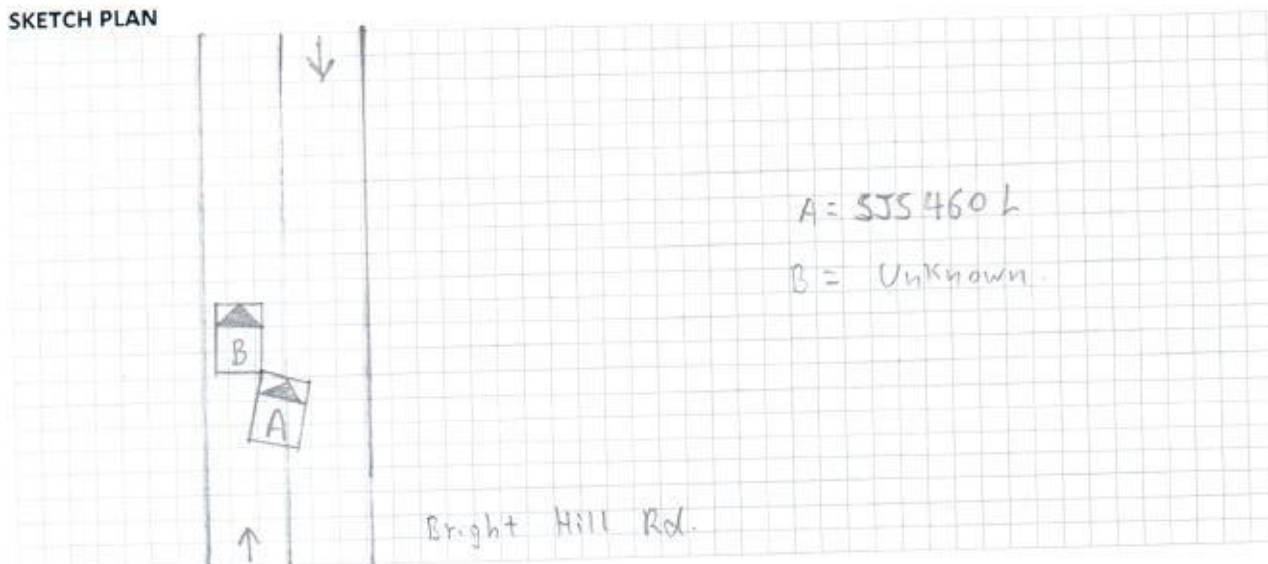 SKETCH PLAN
A = SJS 460 L
B = Unknown.
B
A
Bright Hill Rd.